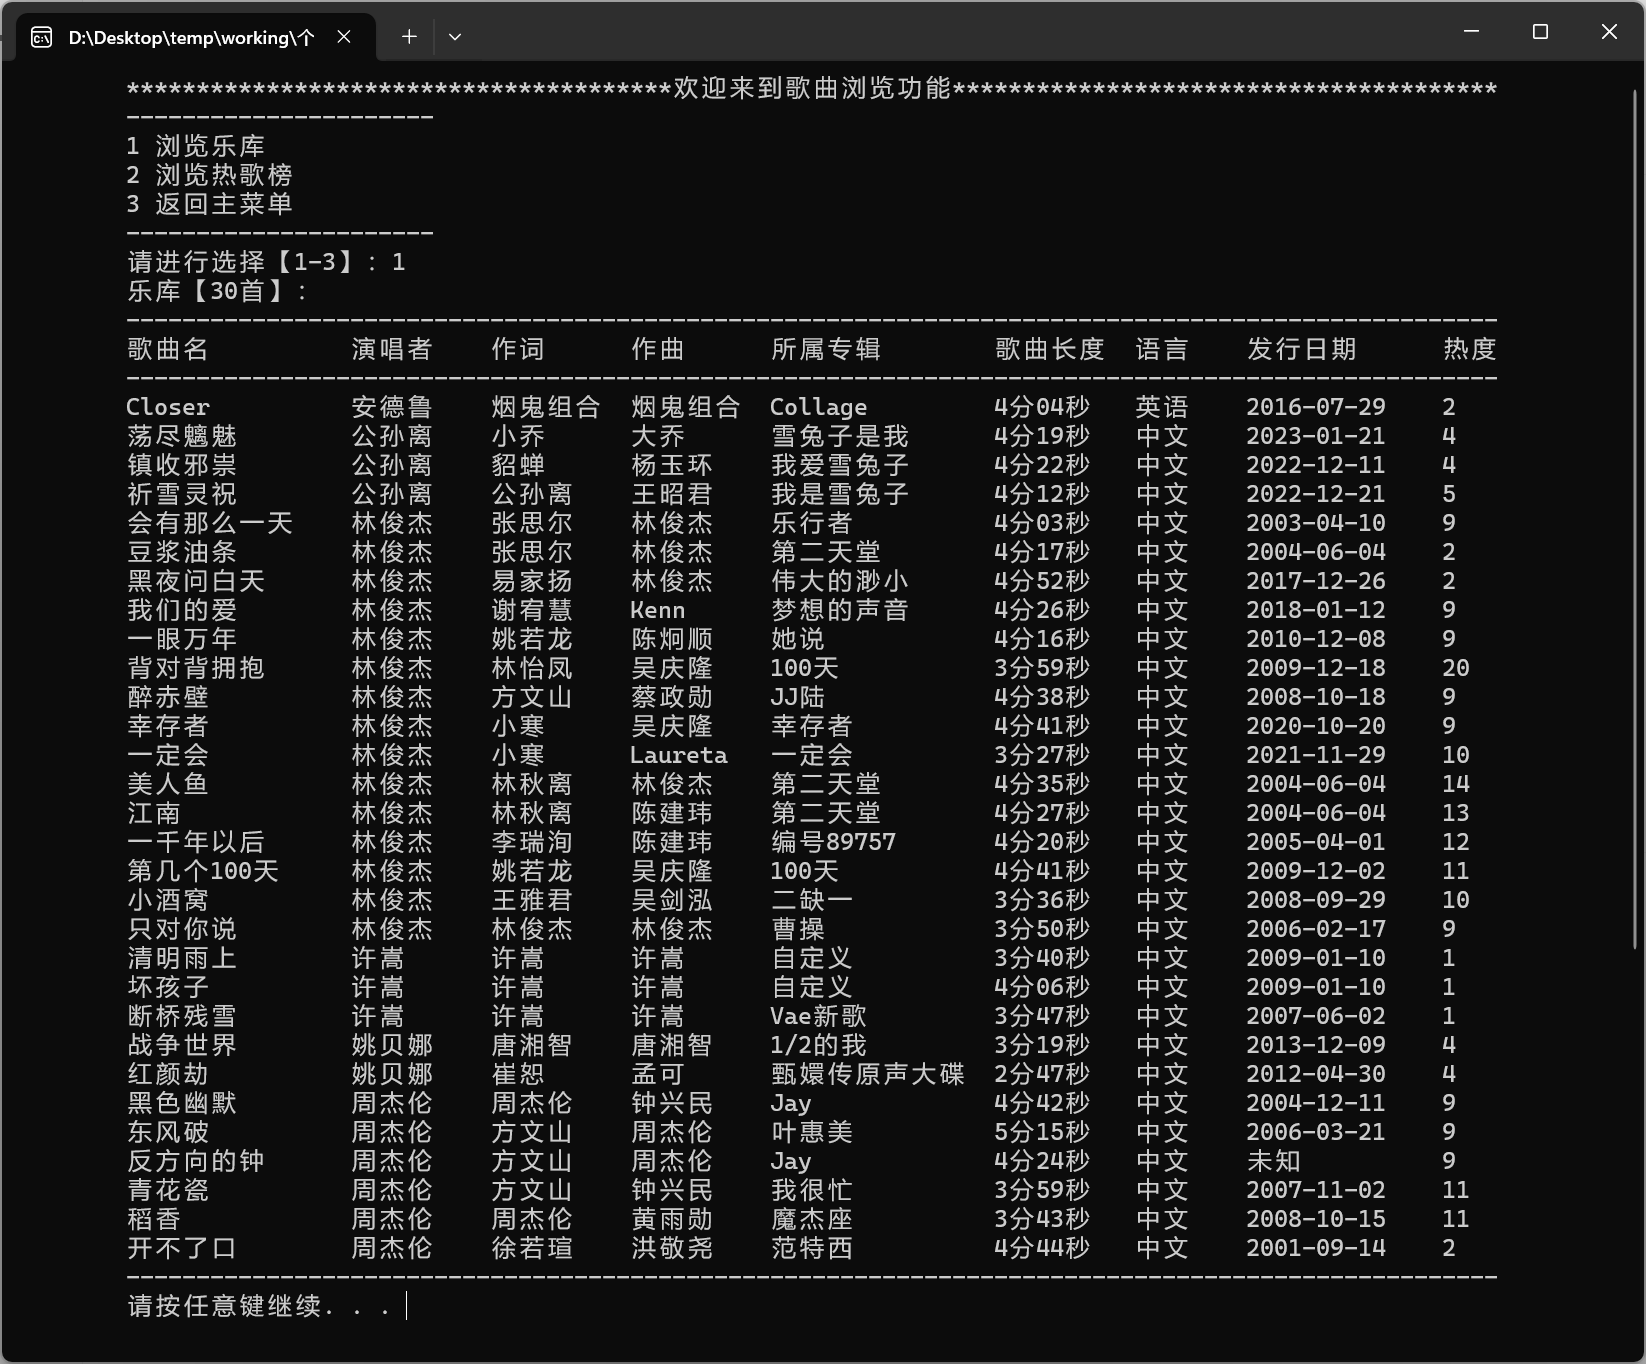 D:\Desktop\temp\working\个
***************************************欢迎来到歌曲浏览功能***************************************
----------------------
1 浏览乐库
2 浏览热歌榜
3 返回主菜单
----------------------
请进行选择【1-3】：1
乐库【30首】：
--------------------------------------------------------------------------------------------------
歌曲名 演唱者 作词 作曲 所属专辑 歌曲长度 语言 发行日期 热度
--------------------------------------------------------------------------------------------------
Closer 安德鲁 烟鬼组合 烟鬼组合 Collage 4分04秒 英语 2016-07-29 2
荡尽魑魅 公孙离 小乔 大乔 雪兔子是我 4分19秒 中文 2023-01-21 4
镇收邪祟 公孙离 貂蝉 杨玉环 我爱雪兔子 4分22秒 中文 2022-12-11 4
祈雪灵祝 公孙离 公孙离 王昭君 我是雪兔子 4分12秒 中文 2022-12-21 5
会有那么一天 林俊杰 张思尔 林俊杰 乐行者 4分03秒 中文 2003-04-10 9
豆浆油条 林俊杰 张思尔 林俊杰 第二天堂 4分17秒 中文 2004-06-04 2
黑夜问白天 林俊杰 易家扬 林俊杰 伟大的渺小 4分52秒 中文 2017-12-26 2
我们的爱 林俊杰 谢宥慧 Kenn 梦想的声音 4分26秒 中文 2018-01-12 9
一眼万年 林俊杰 姚若龙 陈炯顺 她说 4分16秒 中文 2010-12-08 9
背对背拥抱 林俊杰 林怡凤 吴庆隆 100天 3分59秒 中文 2009-12-18 20
醉赤壁 林俊杰 方文山 蔡政勋 JJ陆 4分38秒 中文 2008-10-18 9
幸存者 林俊杰 小寒 吴庆隆 幸存者 4分41秒 中文 2020-10-20 9
一定会 林俊杰 小寒 Laureta 一定会 3分27秒 中文 2021-11-29 10
美人鱼 林俊杰 林秋离 林俊杰 第二天堂 4分35秒 中文 2004-06-04 14
江南 林俊杰 林秋离 陈建玮 第二天堂 4分27秒 中文 2004-06-04 13
一千年以后 林俊杰 李瑞洵 陈建玮 编号89757 4分20秒 中文 2005-04-01 12
第几个100天 林俊杰 姚若龙 吴庆隆 100天 4分41秒 中文 2009-12-02 11
小酒窝 林俊杰 王雅君 吴剑泓 二缺一 3分36秒 中文 2008-09-29 10
只对你说 林俊杰 林俊杰 林俊杰 曹操 3分50秒 中文 2006-02-17 9
清明雨上 许嵩 许嵩 许嵩 自定义 3分40秒 中文 2009-01-10 1
坏孩子 许嵩 许嵩 许嵩 自定义 4分06秒 中文 2009-01-10 1
断桥残雪 许嵩 许嵩 许嵩 Vae新歌 3分47秒 中文 2007-06-02 1
战争世界 姚贝娜 唐湘智 唐湘智 1/2的我 3分19秒 中文 2013-12-09 4
红颜劫 姚贝娜 崔恕 孟可 甄嬛传原声大碟 2分47秒 中文 2012-04-30 4
黑色幽默 周杰伦 周杰伦 钟兴民 Jay 4分42秒 中文 2004-12-11 9
东风破 周杰伦 方文山 周杰伦 叶惠美 5分15秒 中文 2006-03-21 9
反方向的钟 周杰伦 方文山 周杰伦 Jay 4分24秒 中文 未知 9
青花瓷 周杰伦 方文山 钟兴民 我很忙 3分59秒 中文 2007-11-02 11
稻香 周杰伦 周杰伦 黄雨勋 魔杰座 3分43秒 中文 2008-10-15 11
开不了口 周杰伦 徐若瑄 洪敬尧 范特西 4分44秒 中文 2001-09-14 2
--------------------------------------------------------------------------------------------------
请按任意键继续. . .